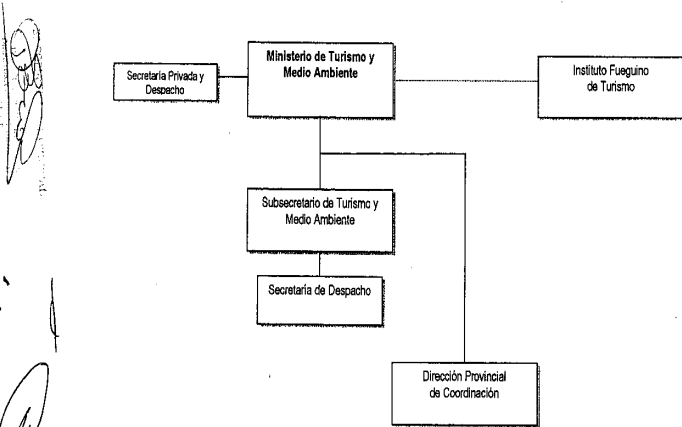 Ministerio de Turismo y
Medio Ambiente
Secretaria Privada y
Despacho
Instituto Fueguino
de Turismo
Subsecretario de Turismo y
Medio Ambiente
Secretaría de Despacho
Dirección Provincial
de Coordinación